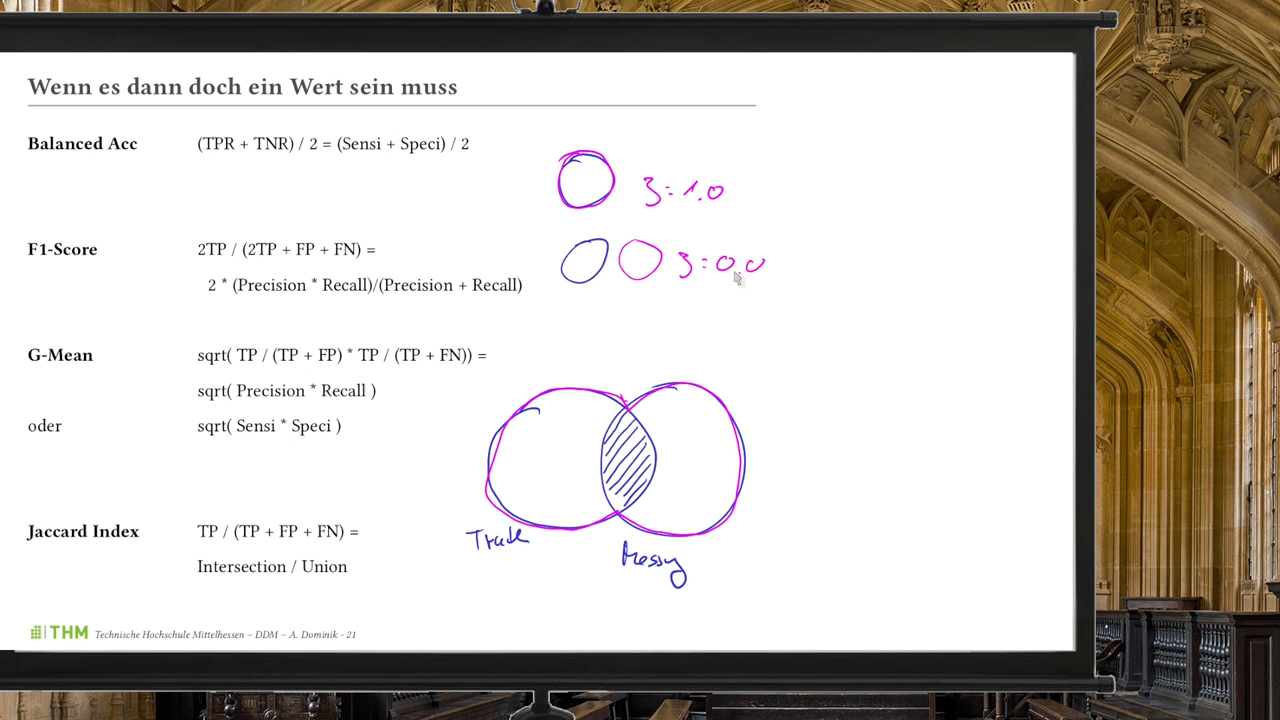 Wenn es dann doch ein Wert sein muss
Balanced Acc (TPR + TNR) / 2 = (Sensi + Speci) / 2
J = 1.0
F1-Score 2TP / (2TP + FP + FN) =
J = 0.0
2 * (Precision * Recall)/(Precision + Recall)
G-Mean sqrt( TP / (TP + FP) * TP / (TP + FN)) =
sqrt( Precision * Recall )
oder sqrt( Sensi * Speci )
Jaccard Index TP / (TP + FP + FN) =
Truth
Intersection / Union
THM Technische Hochschule Mittelhessen – DDM – A. Dominik - 21